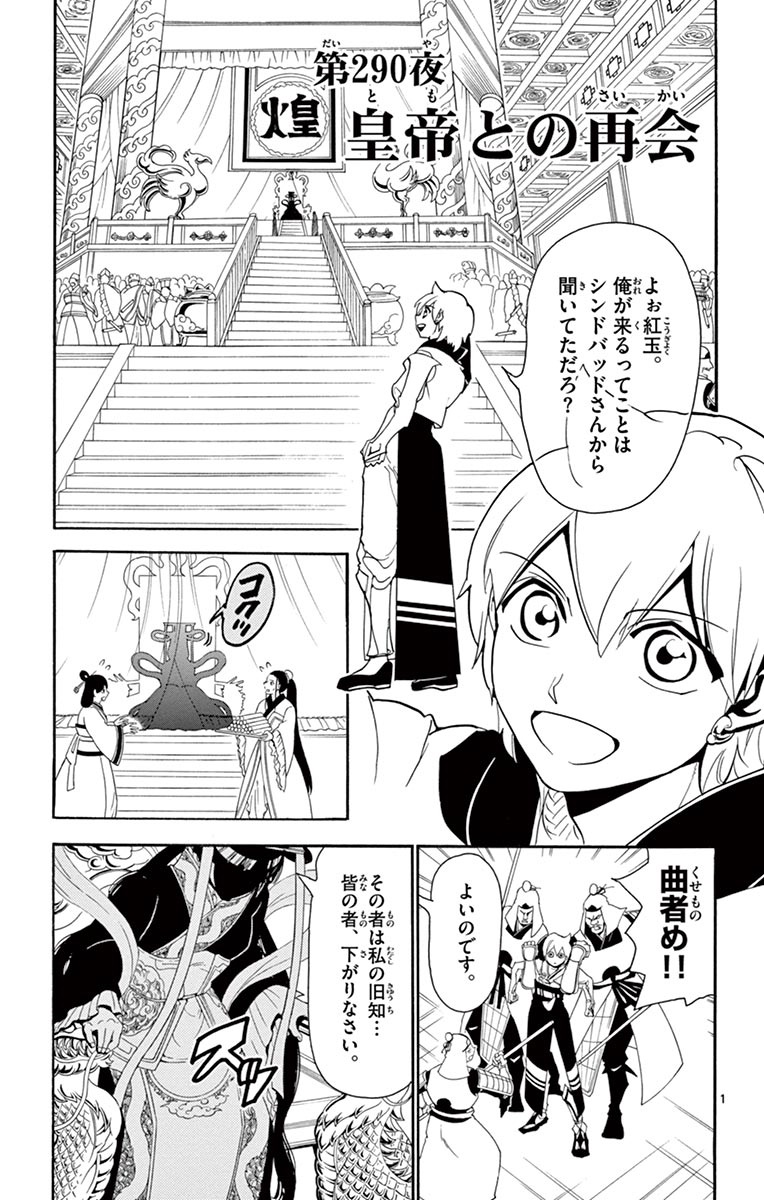 第290夜
皇帝との再会
煌
よぉ紅玉。
俺が来るってことは
シンドバッドさんから
聞いてただろ？
コクッ
曲者め!!
よいのです。
その者は私の旧知…
皆の者、下がりなさい。
スッ
1